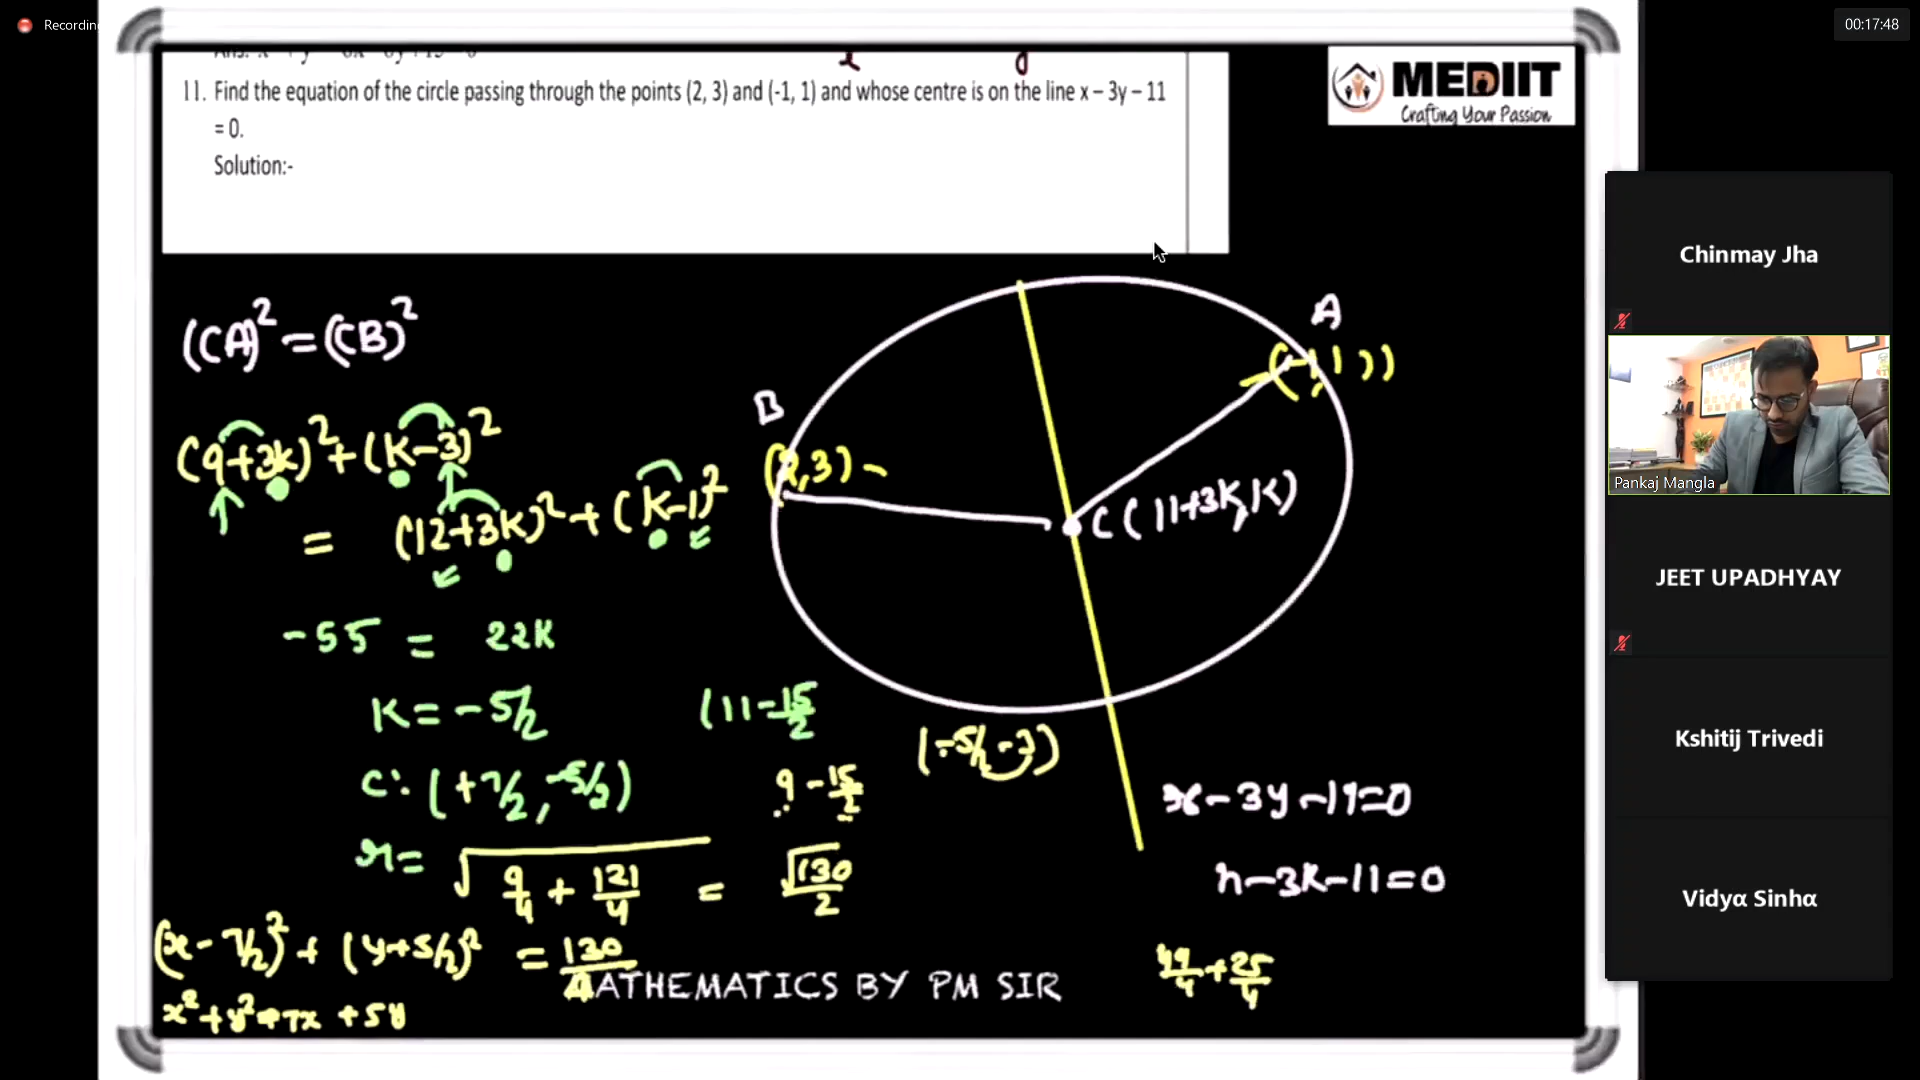 Recording
00:17:48
11. Find the equation of the circle passing through the points (2, 3) and (-1, 1) and whose centre is on the line x – 3y – 11
= 0.
Solution:-
MEDIIT
Crafting Your Passion
(CA)² = (CB)²
(9+3k)² + (k-3)²
= (12+3k)² + (k-1)²
-55 = 22k
k = -5/2
c: (+7/2, -5/2)
r = √(9/4 + 121/4) = √130/2
(x-7/2)² + (y+5/2)² = 130/4
x²+y²-7x+5y
(11-15/2
9-15/2
(-5/2-3)
A
(-1,1))
B
(2,3)
C(11+3k,k)
x-3y-11=0
h-3k-11=0
49/4+25/4
MATHEMATICS BY PM SIR
Chinmay Jha
Pankaj Mangla
JEET UPADHYAY
Kshitij Trivedi
Vidyα Sinhα